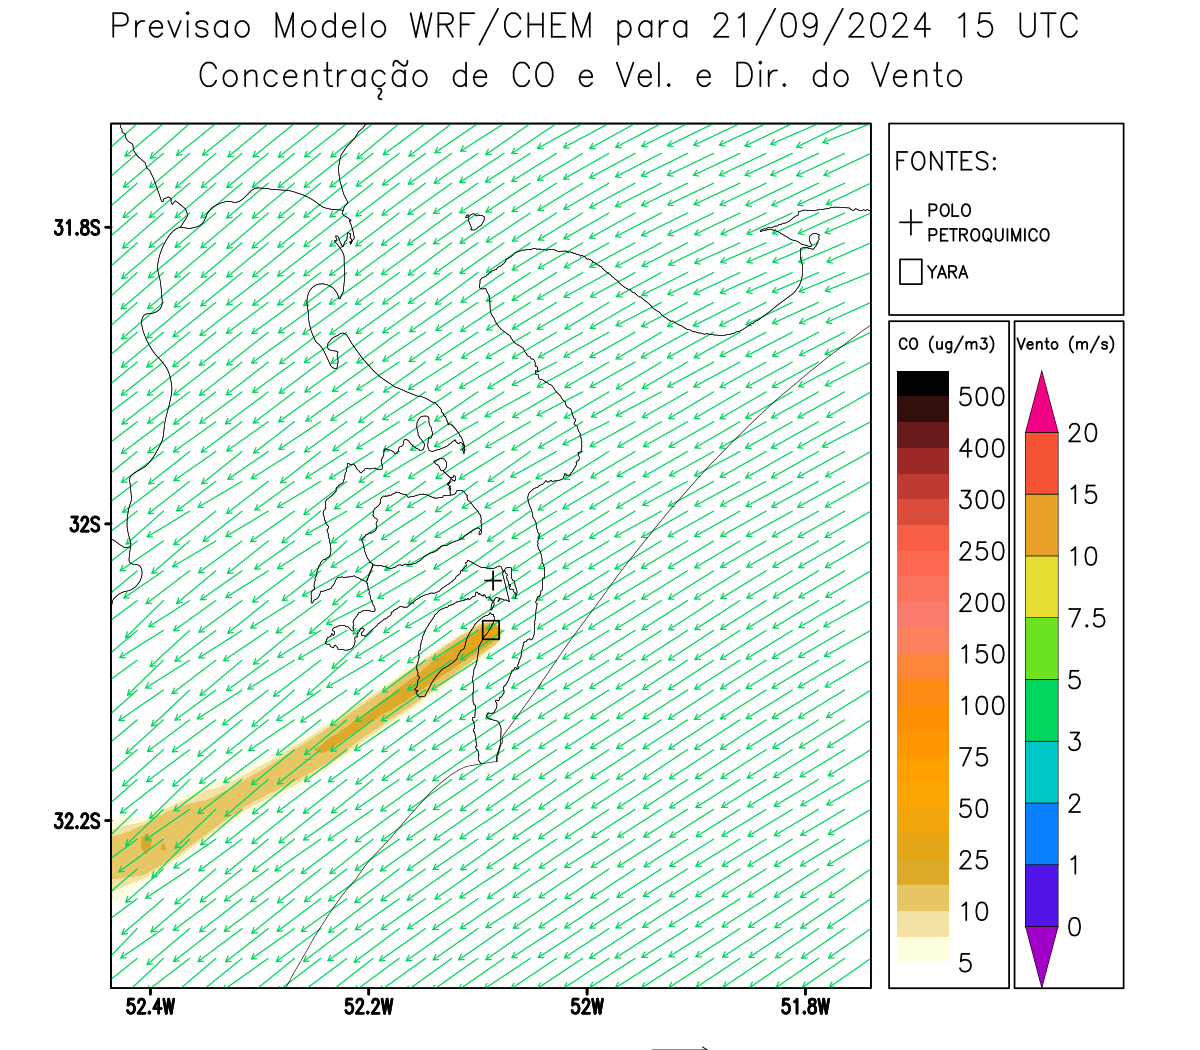 Previsao Modelo WRF/CHEM para 21/09/2024 15 UTC
Concentração de CO e Vel. e Dir. do Vento
FONTES:
POLO
PETROQUIMICO
YARA
CO (ug/m3)
500
400
300
250
200
150
100
75
50
25
10
5
Vento (m/s)
20
15
10
7.5
5
3
2
1
0
31.8S
32S
32.2S
52.4W
52.2W
52W
51.8W